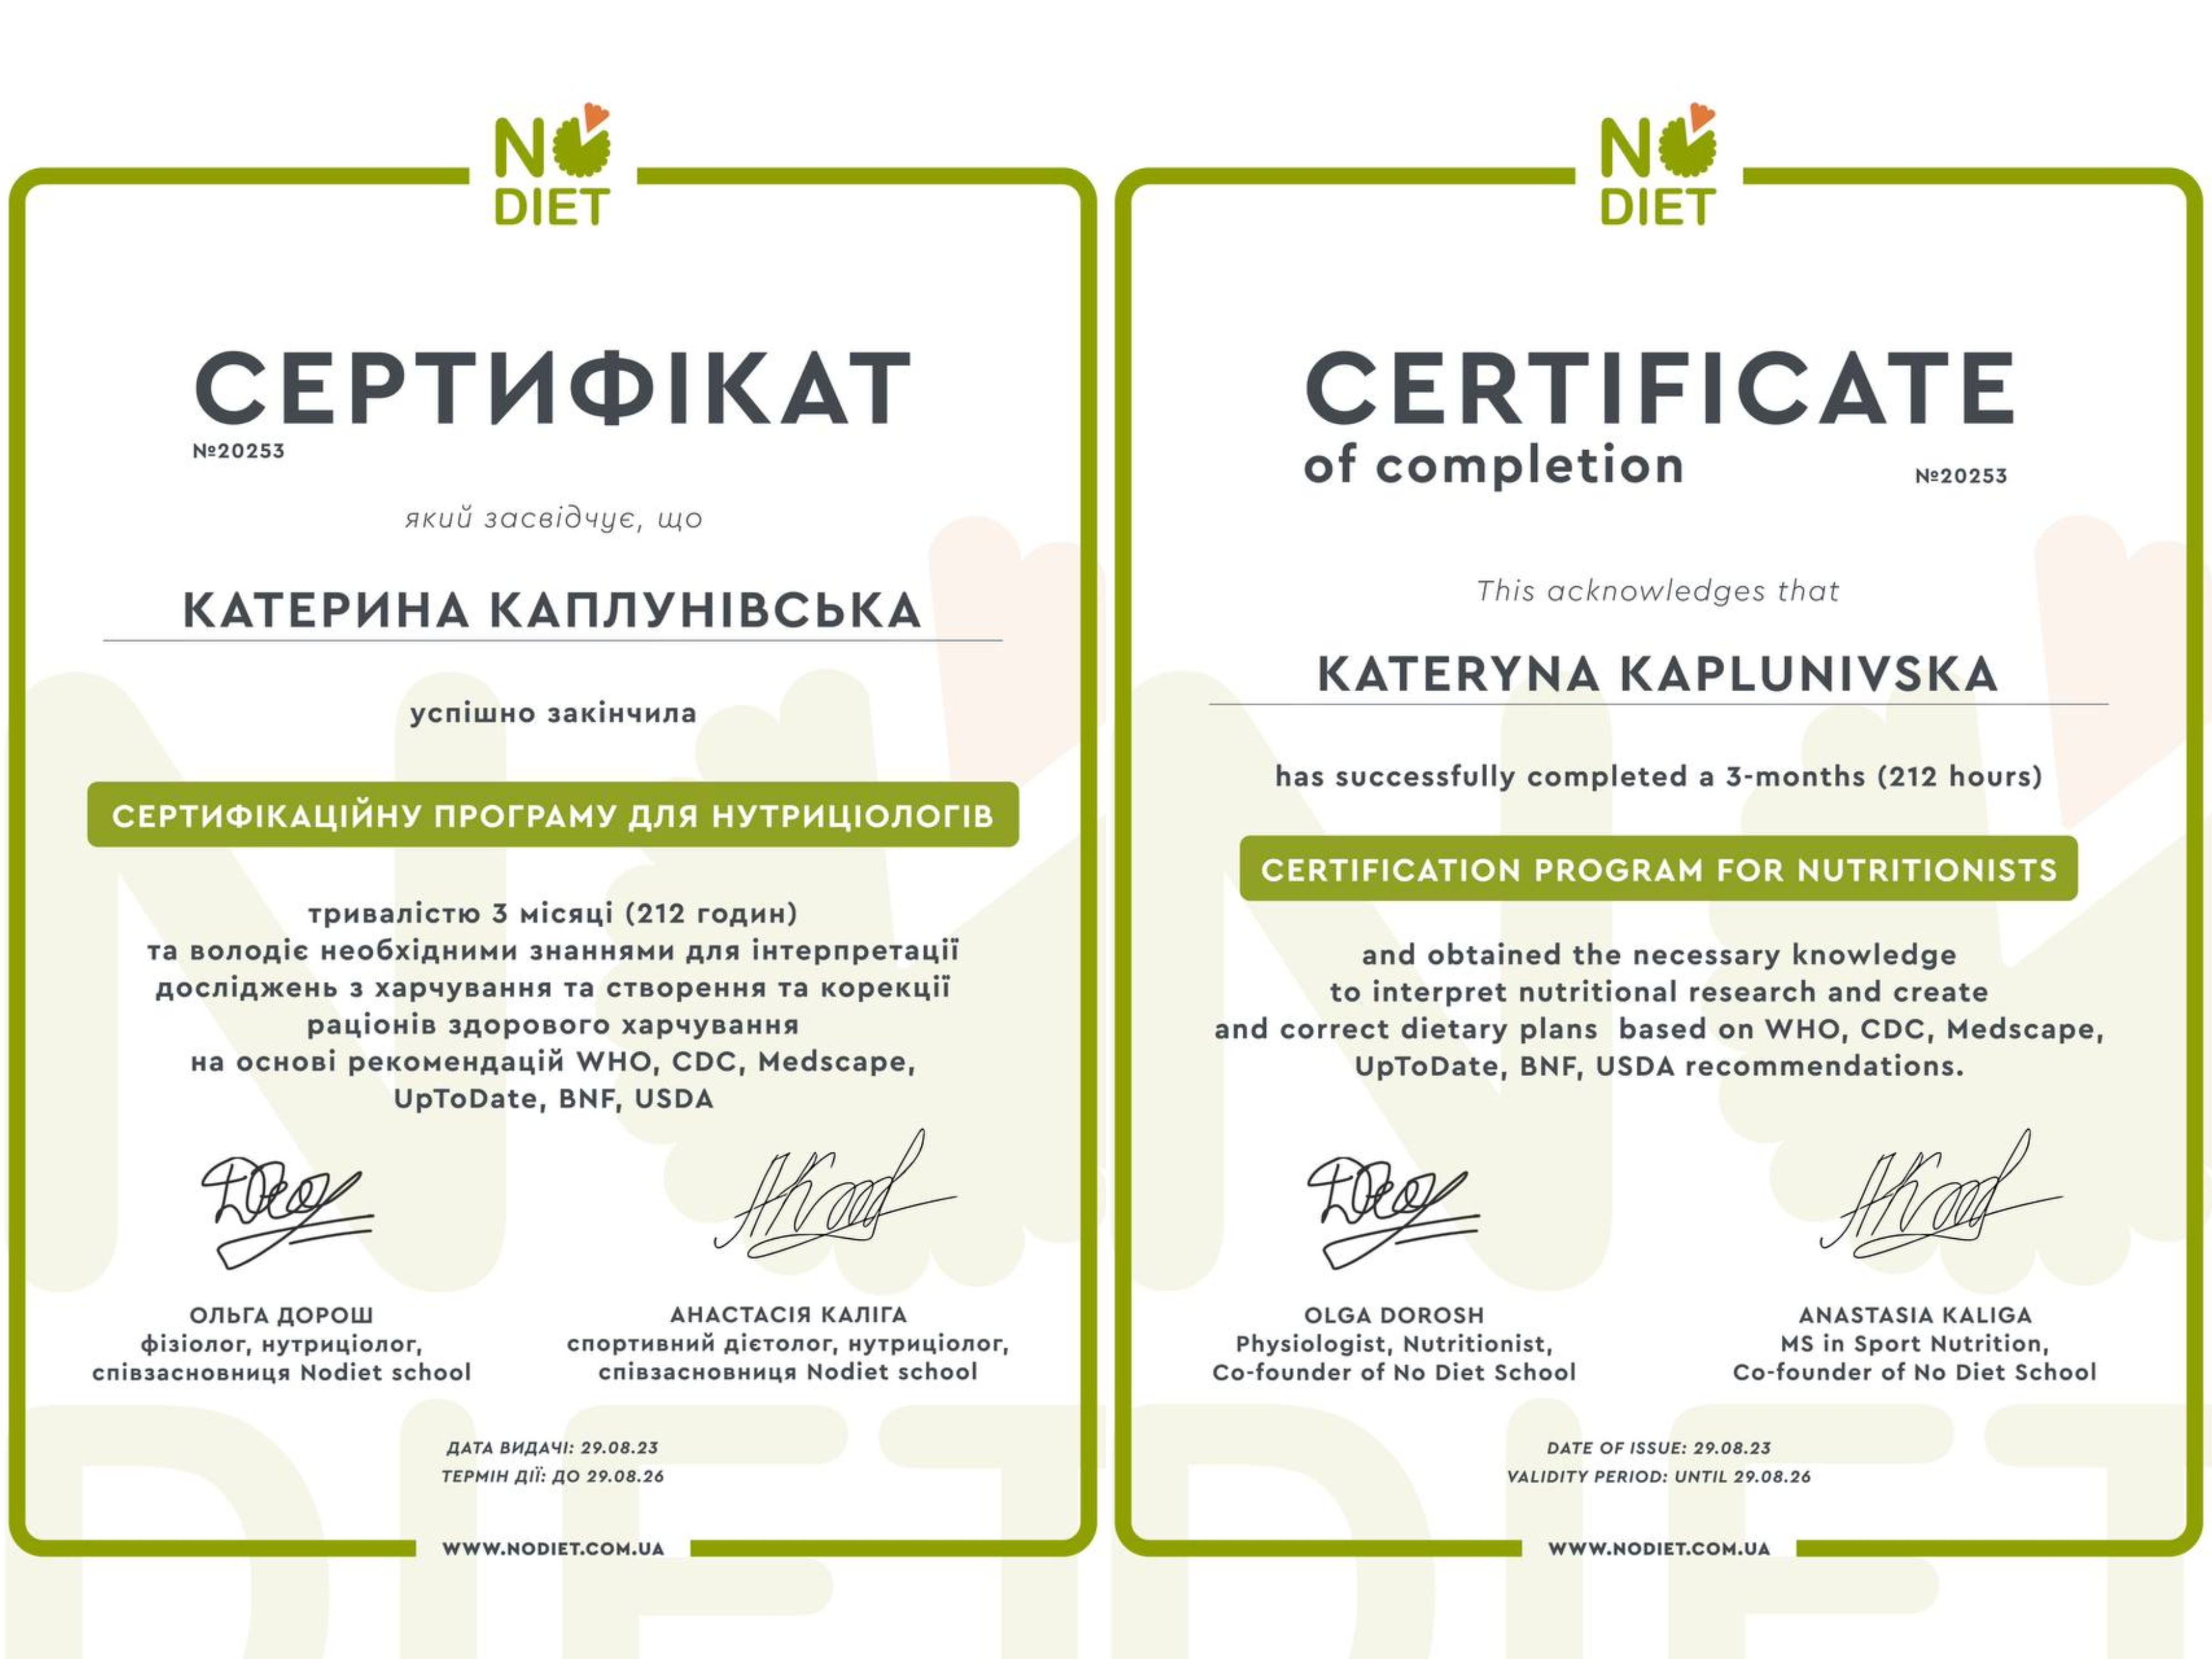 NO
DIET
СЕРТИФІКАТ
№20253
який засвідчує, що
КАТЕРИНА КАПЛУНІВСЬКА
успішно закінчила
СЕРТИФІКАЦІЙНУ ПРОГРАМУ ДЛЯ НУТРИЦІОЛОГІВ
тривалістю 3 місяці (212 годин)
та володіє необхідними знаннями для інтерпретації
досліджень з харчування та створення та корекції
раціонів здорового харчування
на основі рекомендацій WHO, CDC, Medscape,
UpToDate, BNF, USDA
ОЛЬГА ДОРОШ
фізіолог, нутриціолог,
співзасновниця Nodiet school
АНАСТАСІЯ КАЛІГА
спортивний дієтолог, нутриціолог,
співзасновниця Nodiet school
ДАТА ВИДАЧІ: 29.08.23
ТЕРМІН ДІЇ: ДО 29.08.26
WWW.NODIET.COM.UA
NO
DIET
CERTIFICATE
of completion
№20253
This acknowledges that
KATERYNA KAPLUNIVSKA
has successfully completed a 3-months (212 hours)
CERTIFICATION PROGRAM FOR NUTRITIONISTS
and obtained the necessary knowledge
to interpret nutritional research and create
and correct dietary plans based on WHO, CDC, Medscape,
UpToDate, BNF, USDA recommendations.
OLGA DOROSH
Physiologist, Nutritionist,
Co-founder of No Diet School
ANASTASIA KALIGA
MS in Sport Nutrition,
Co-founder of No Diet School
DATE OF ISSUE: 29.08.23
VALIDITY PERIOD: UNTIL 29.08.26
WWW.NODIET.COM.UA